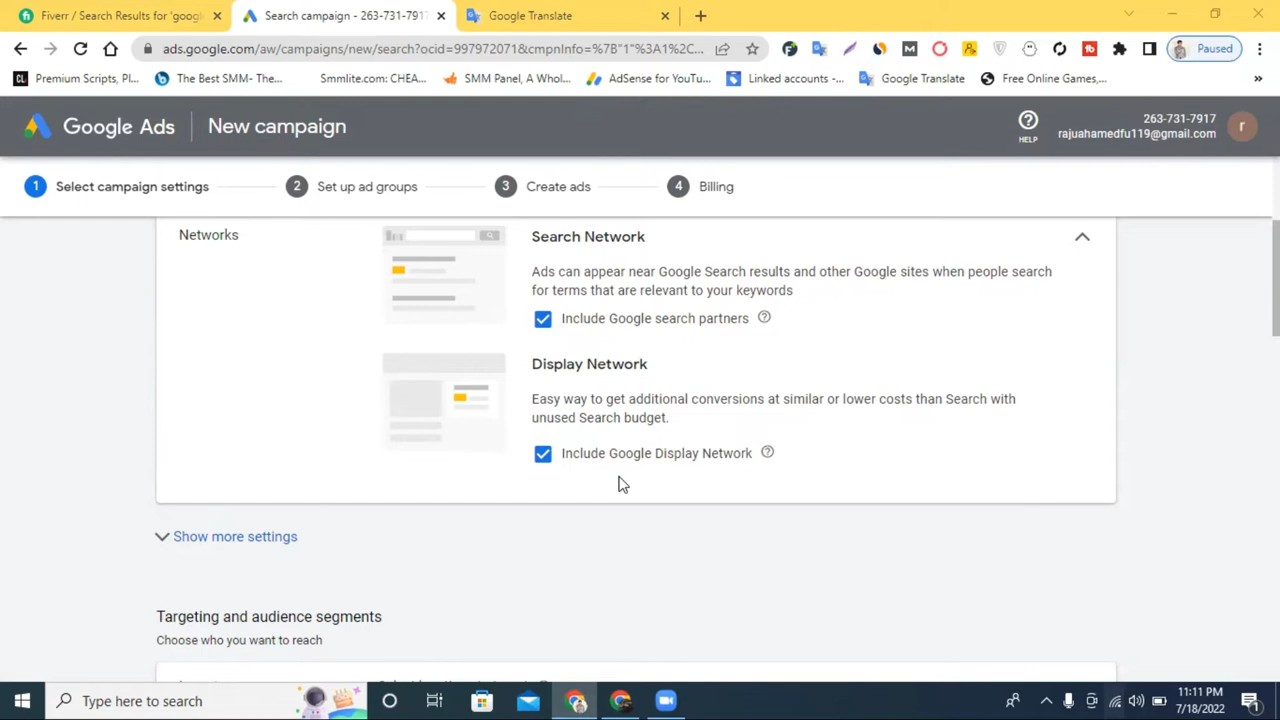 Fiverr / Search Results for 'googl
Search campaign - 263-731-7917
Google Translate
ads.google.com/aw/campaigns/new/search?ocid=997972071&cmpnInfo=%7B"1"%3A1%2C...
Paused
Premium Scripts, Pl...
The Best SMM- The...
Smmlite.com: CHEA...
SMM Panel, A Whol...
AdSense for YouTu...
Linked accounts -...
Google Translate
Free Online Games,...
»
Google Ads
New campaign
HELP
263-731-7917
rajuahamedfu119@gmail.com
r
1 Select campaign settings
2 Set up ad groups
3 Create ads
4 Billing
Networks
Search Network
Ads can appear near Google Search results and other Google sites when people search
for terms that are relevant to your keywords
Include Google search partners
Display Network
Easy way to get additional conversions at similar or lower costs than Search with
unused Search budget.
Include Google Display Network
Show more settings
Targeting and audience segments
Choose who you want to reach
Type here to search
11:11 PM
7/18/2022